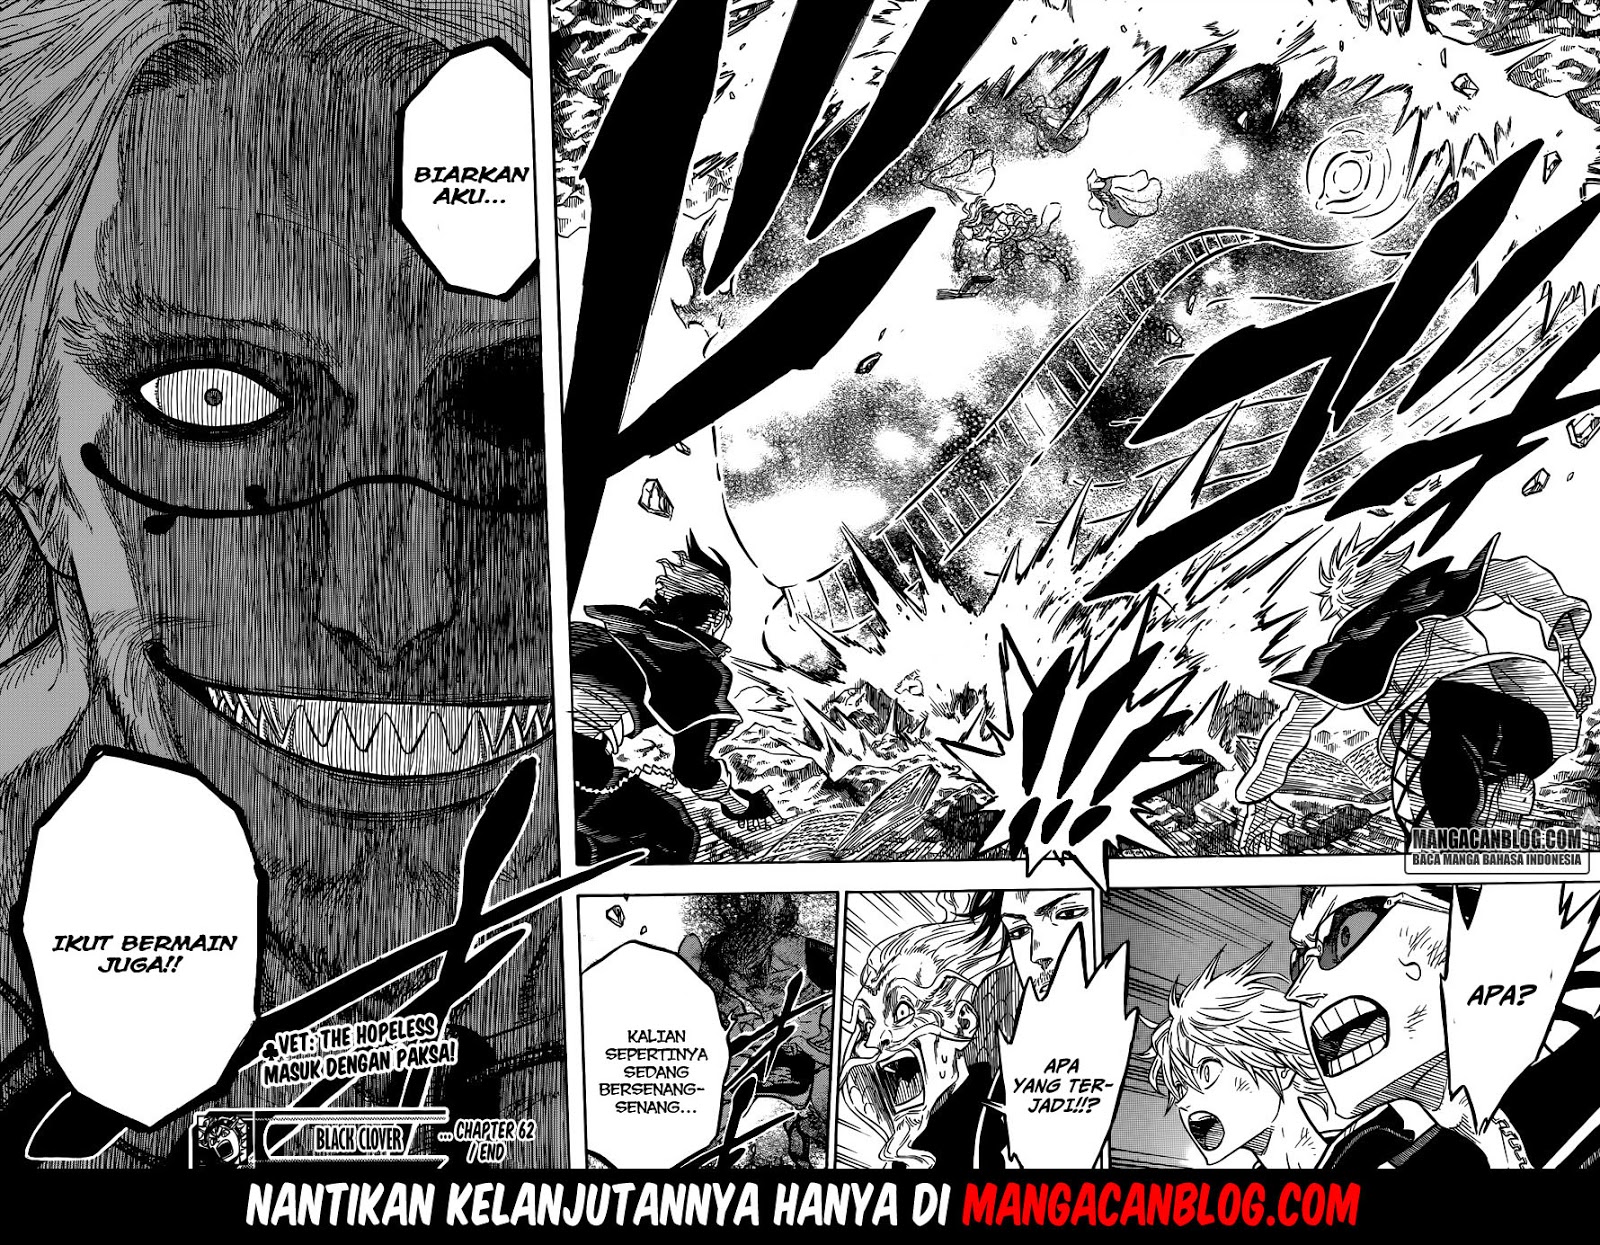 APA?
APA
YANG TER-
JADI!!?
KALIAN
SEPERTINYA
SEDANG
BERSENANG-
SENANG...
BIARKAN
AKU...
IKUT BERMAIN
JUGA!!
♣VET: THE HOPELESS
MASUK DENGAN PAKSA!
BLACK CLOVER
... CHAPTER 62
/ END
MANGACANBLOG.COM
BACA MANGA BAHASA INDONESIA
NANTIKAN KELANJUTANNYA HANYA DI MANGACANBLOG.COM